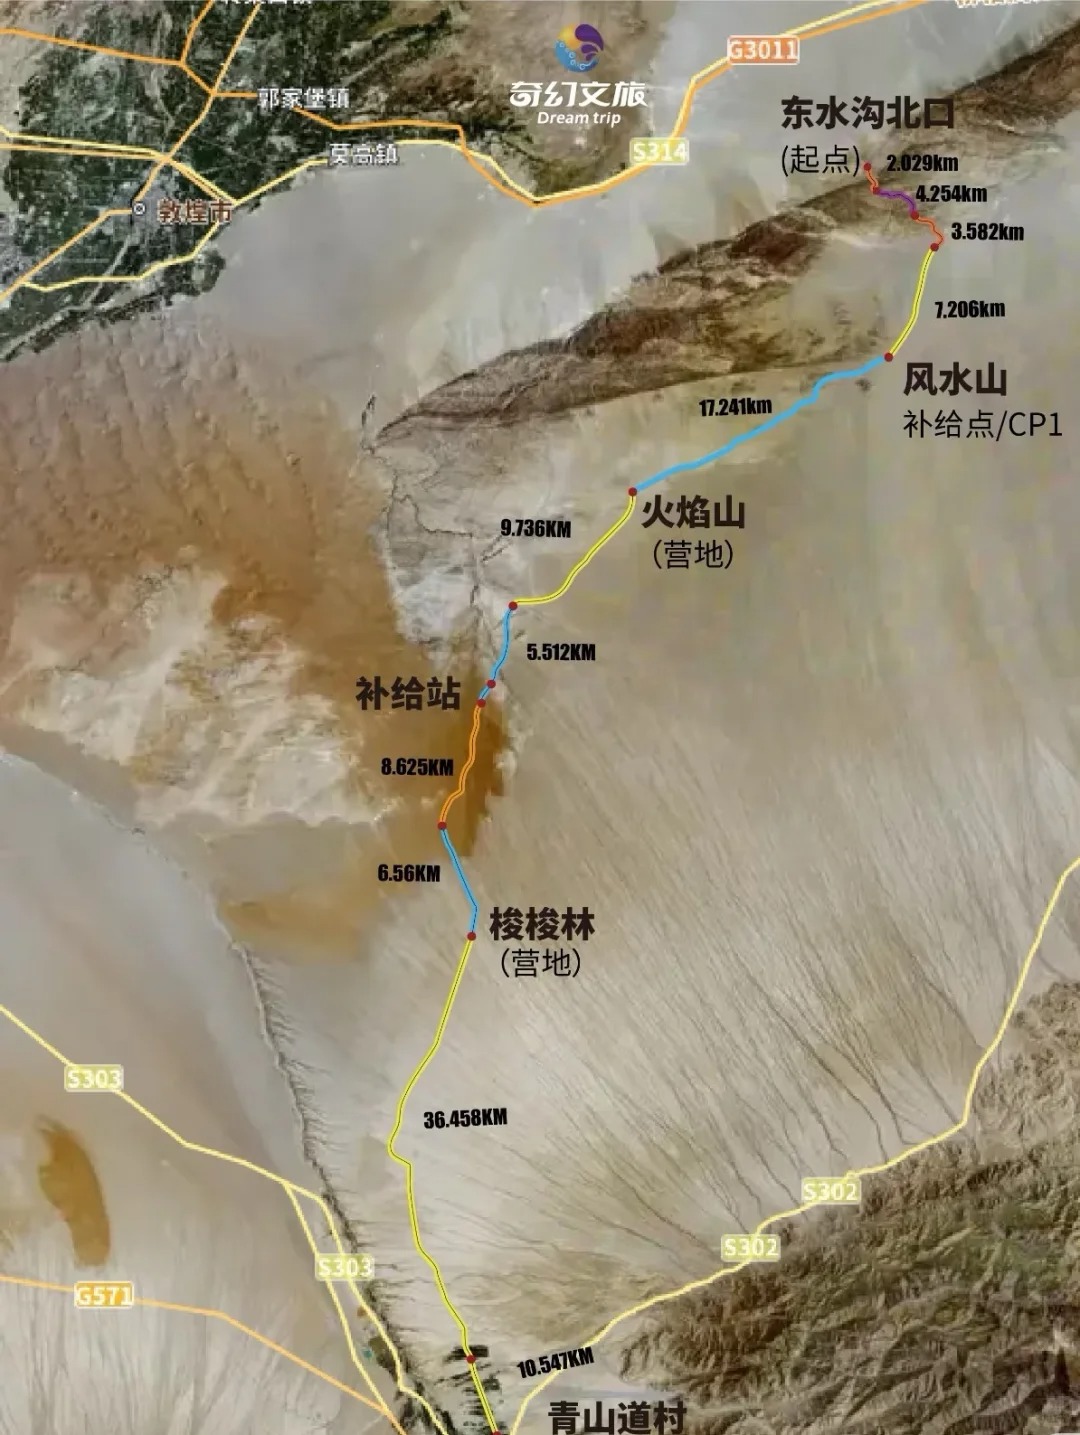 G3011
郭家堡镇
奇幻文旅
Dream trip
莫高镇
S314
东水沟北口
(起点)
2.029km
敦煌市
4.254km
3.582km
7.206km
风水山
补给点/CP1
17.241km
火焰山
(营地)
9.736KM
5.512KM
补给站
8.625KM
6.56KM
梭梭林
(营地)
S303
36.458KM
S302
S302
S303
G571
10.547KM
青山道村